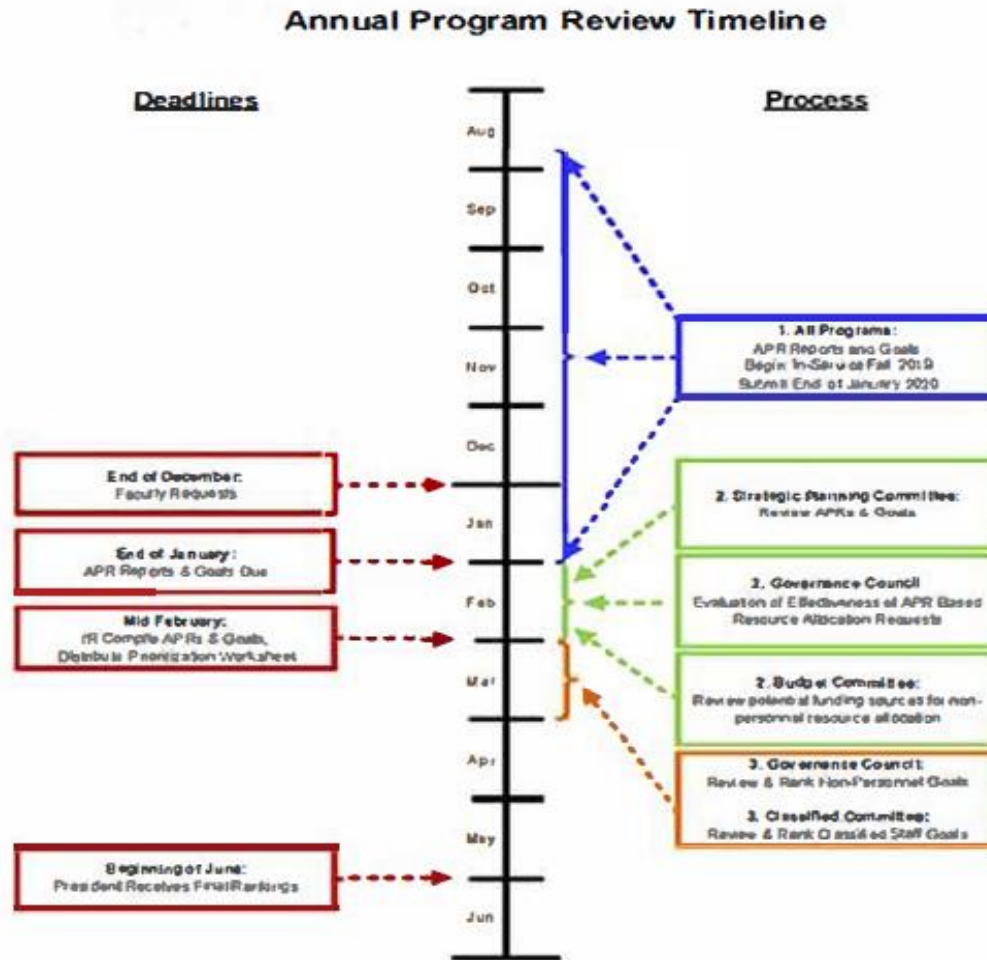 Annual Program Review Timeline
Deadlines
Process
Aug
Sep
Oct
Nov
Dec
Jan
Feb
Mar
Apr
May
Jun
End of December:
Faculty Requests
End of January:
APR Reports & Goals Due
Mid February:
IR Compile APRs & Goals,
Distribute Prioritization Worksheet
Beginning of June:
President Receives Final Rankings
1. All Programs:
APR Reports and Goals
Begin In-Service Fall 2019
Submit End of January 2020
2. Strategic Planning Committee:
Review APRs & Goals
2. Governance Council
Evaluation of Effectiveness of APR Based
Resource Allocation Requests
2. Budget Committee:
Review potential funding sources for non-
personnel resource allocation
3. Governance Council:
Review & Rank Non-Personnel Goals
3. Classified Committee:
Review & Rank Classified Staff Goals